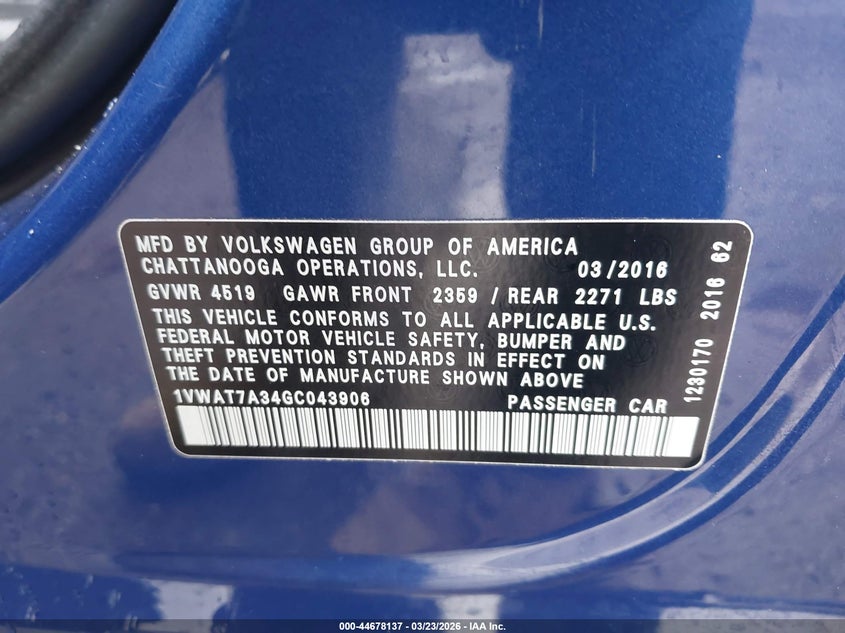 MFD BY VOLKSWAGEN GROUP OF AMERICA
CHATTANOOGA OPERATIONS, LLC. 03/2016
GVWR 4519 GAWR FRONT 2359 / REAR 2271 LBS
THIS VEHICLE CONFORMS TO ALL APPLICABLE U.S.
FEDERAL MOTOR VEHICLE SAFETY, BUMPER AND
THEFT PREVENTION STANDARDS IN EFFECT ON
THE DATE OF MANUFACTURE SHOWN ABOVE
1VWAT7A34GC043906 PASSENGER CAR
1230170 2016 62
000-44678137 - 03/23/2026 - IAA Inc.